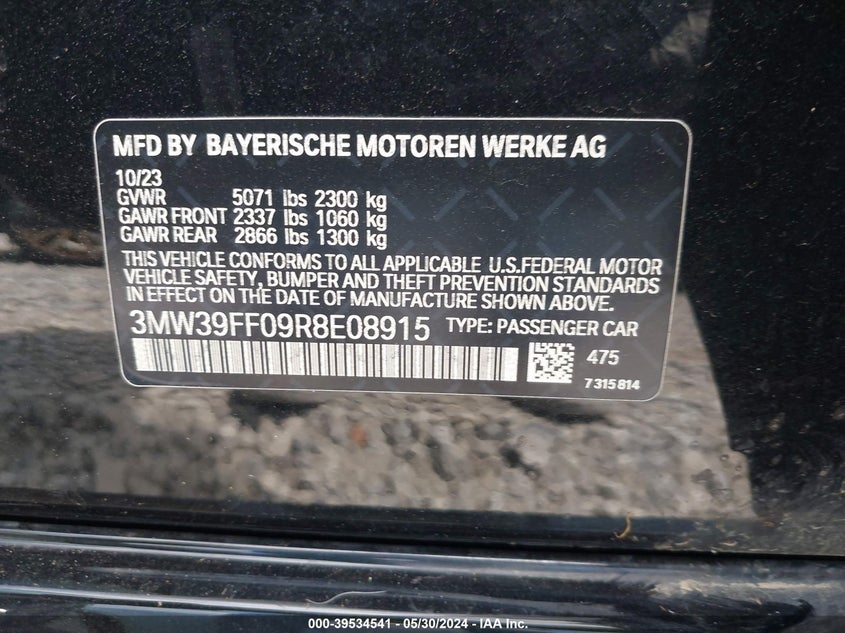 MFD BY BAYERISCHE MOTOREN WERKE AG
10/23
GVWR 5071 lbs 2300 kg
GAWR FRONT 2337 lbs 1060 kg
GAWR REAR 2866 lbs 1300 kg
THIS VEHICLE CONFORMS TO ALL APPLICABLE U.S.FEDERAL MOTOR
VEHICLE SAFETY, BUMPER AND THEFT PREVENTION STANDARDS
IN EFFECT ON THE DATE OF MANUFACTURE SHOWN ABOVE.
3MW39FF09R8E08915 TYPE: PASSENGER CAR
475
7 315 814
000-39534541 - 05/30/2024 - IAA Inc.